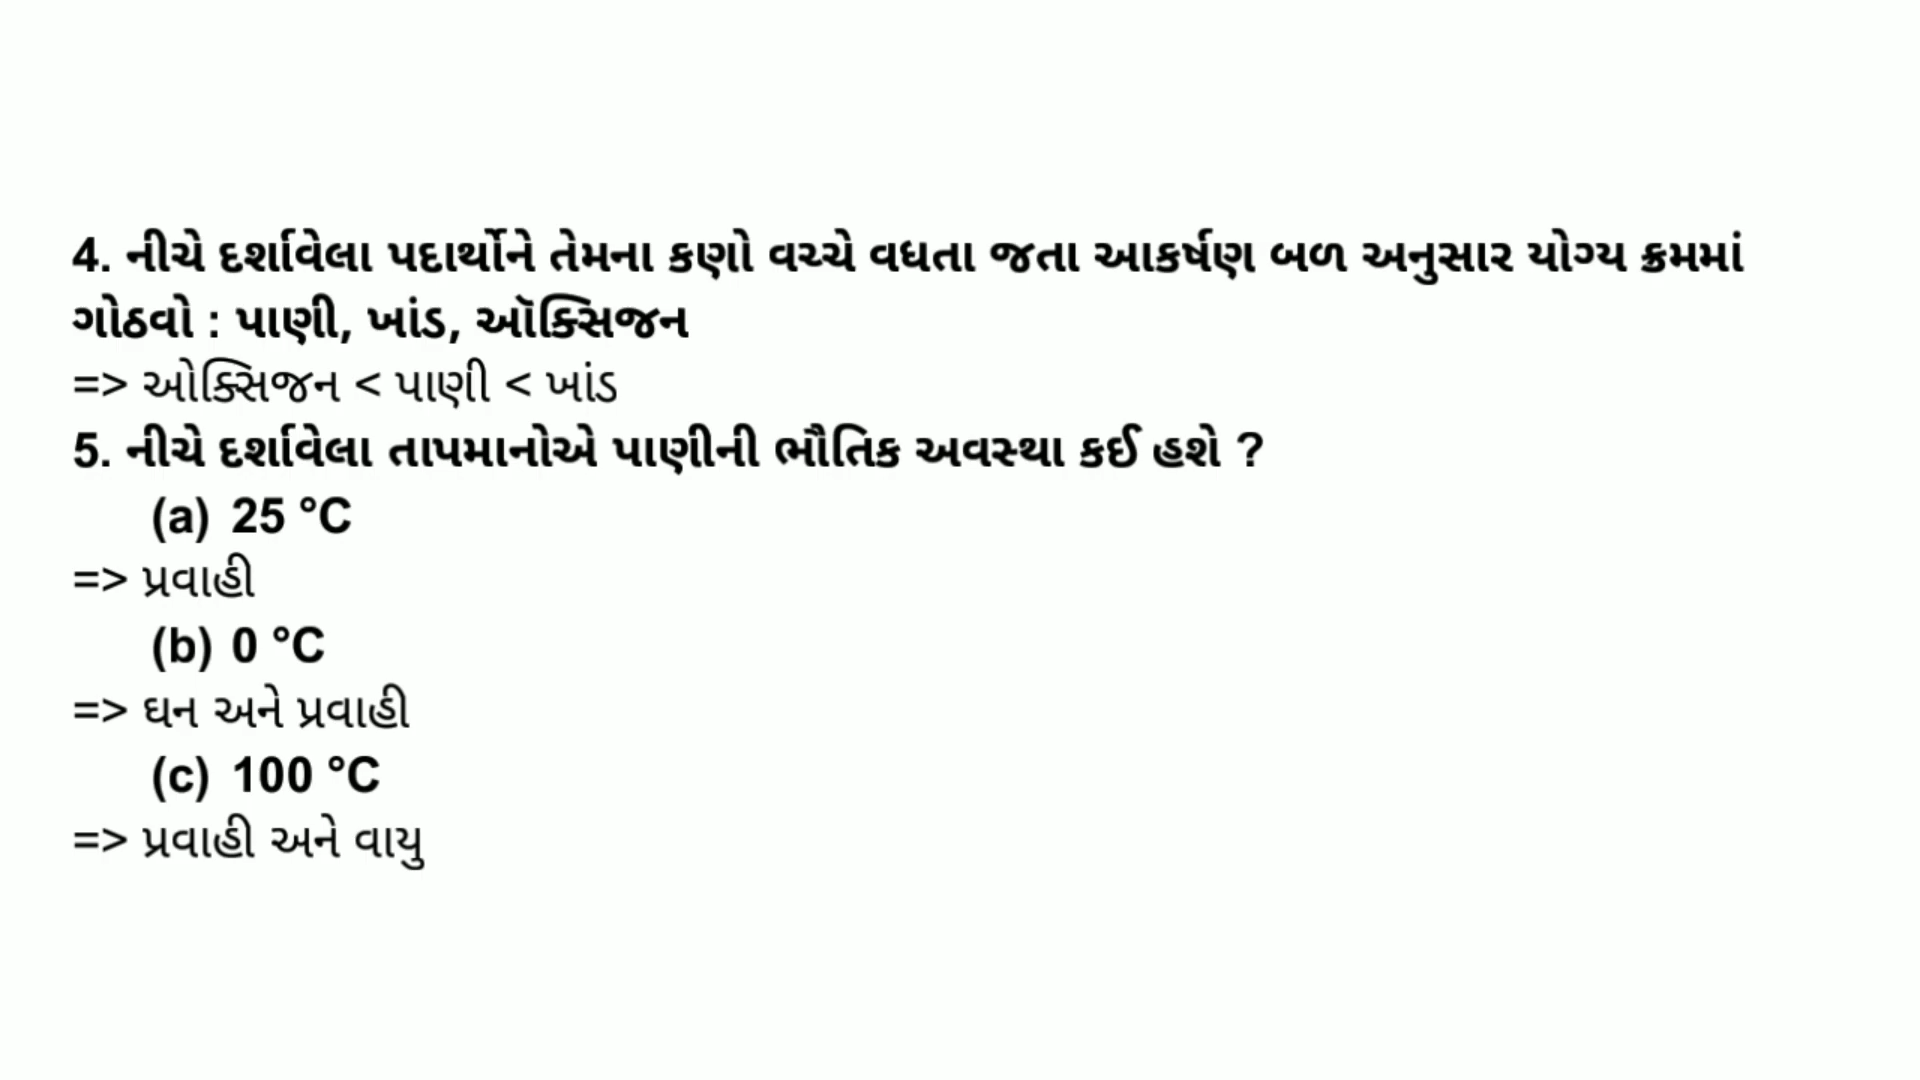 4. નીચે દર્શાવેલા પદાર્થોને તેમના કણો વચ્ચે વધતા જતા આકર્ષણ બળ અનુસાર યોગ્ય ક્રમમાં
ગોઠવો : પાણી, ખાંડ, ઑક્સિજન
=> ઓક્સિજન < પાણી < ખાંડ
5. નીચે દર્શાવેલા તાપમાનોએ પાણીની ભૌતિક અવસ્થા કઈ હશે ?
(a) 25 °C
=> પ્રવાહી
(b) 0 °C
=> ઘન અને પ્રવાહી
(c) 100 °C
=> પ્રવાહી અને વાયુ